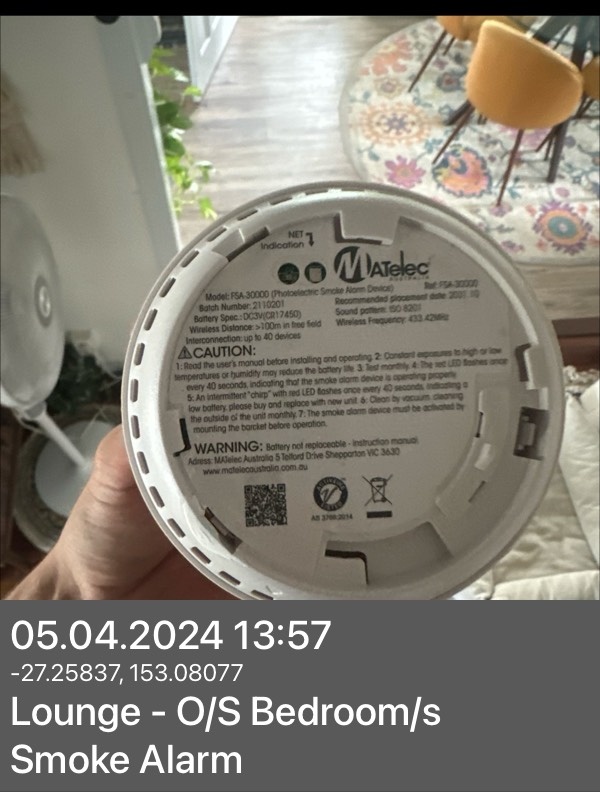 NET
Indication
MATelec
AUSTRALIA
Model: FSA-30000 (Photoelectric Smoke Alarm Device) Ref: FSA-30000
Batch Number: 2110201
Recommended placement date:
Battery Spec.: DC3V(CR17450)
Sound pattern: ISO 8201
Wireless Distance: >100m in free field
Wireless Frequency: 433.42MHz
Interconnection: up to 40 devices
CAUTION:
1: Read the user's manual before installing and operating 2: Constant exposures to high or low
temperatures or humidity may reduce the battery life 3: Test monthly. 4: The red LED flashes once
every 40 seconds, indicating that the smoke alarm device is operating properly.
5: An intermittent "chirp" with red LED flashes once every 40 seconds, indicating a
low battery, please buy and replace with new unit. 6: Clean by vacuum, cleaning
the outside of the unit monthly. 7: The smoke alarm device must be activated by
mounting the barcket before operation.
WARNING: Battery not replaceable - Instruction manual.
Adress: MATelec Australia 5 Telford Drive Shepparton VIC 3630
www.matelecaustralia.com.au
AS 3786:2014
05.04.2024 13:57
-27.25837, 153.08077
Lounge - O/S Bedroom/s
Smoke Alarm